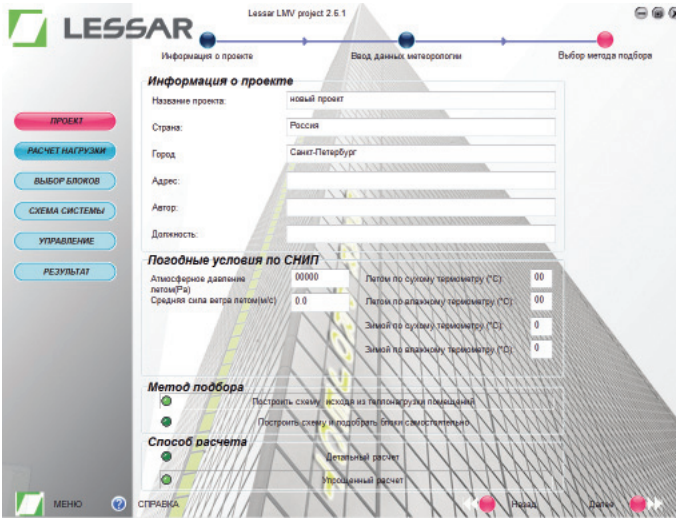 Lessar LMV project 2.6.1
LESSAR
Информация о проекте
Ввод данных метеорологии
Выбор метода подбора
Информация о проекте
Название проекта: новый проект
Страна: Россия
Город Санкт-Петербург
Адрес:
Автор:
Должность:
ПРОЕКТ
РАСЧЕТ НАГРУЗКИ
ВЫБОР БЛОКОВ
СХЕМА СИСТЕМЫ
УПРАВЛЕНИЕ
РЕЗУЛЬТАТ
Погодные условия по СНИП
Атмосферное давление
летом(Pa) 00000
Средняя сила ветра летом(м/с) 0.0
Летом по сухому термометру (°C): 00
Летом по влажному термометру (°C): 00
Зимой по сухому термометру (°C): 0
Зимой по влажному термометру (°C): 0
Метод подбора
Построить схему исходя из теплонагрузки помещений
Построить схему и подобрать блоки самостоятельно
Способ расчета
Детальный расчет
Упрощенный расчет
МЕНЮ
СПРАВКА
Назад
Далее